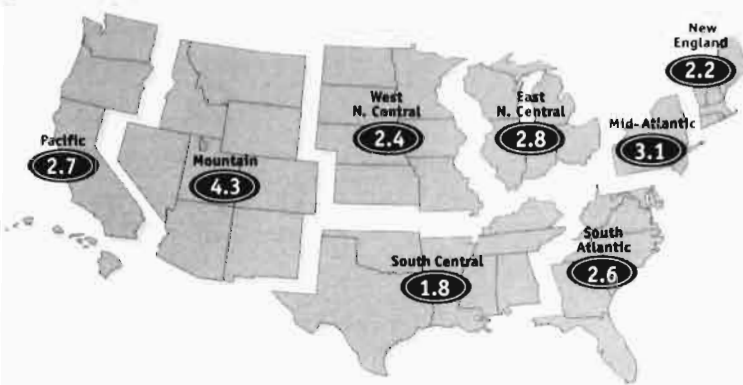 New
England
2.2
West
N. Central
2.4
East
N. Central
2.8
Mid-Atlantic
3.1
Pacific
2.7
Mountain
4.3
South
Atlantic
2.6
South Central
1.8